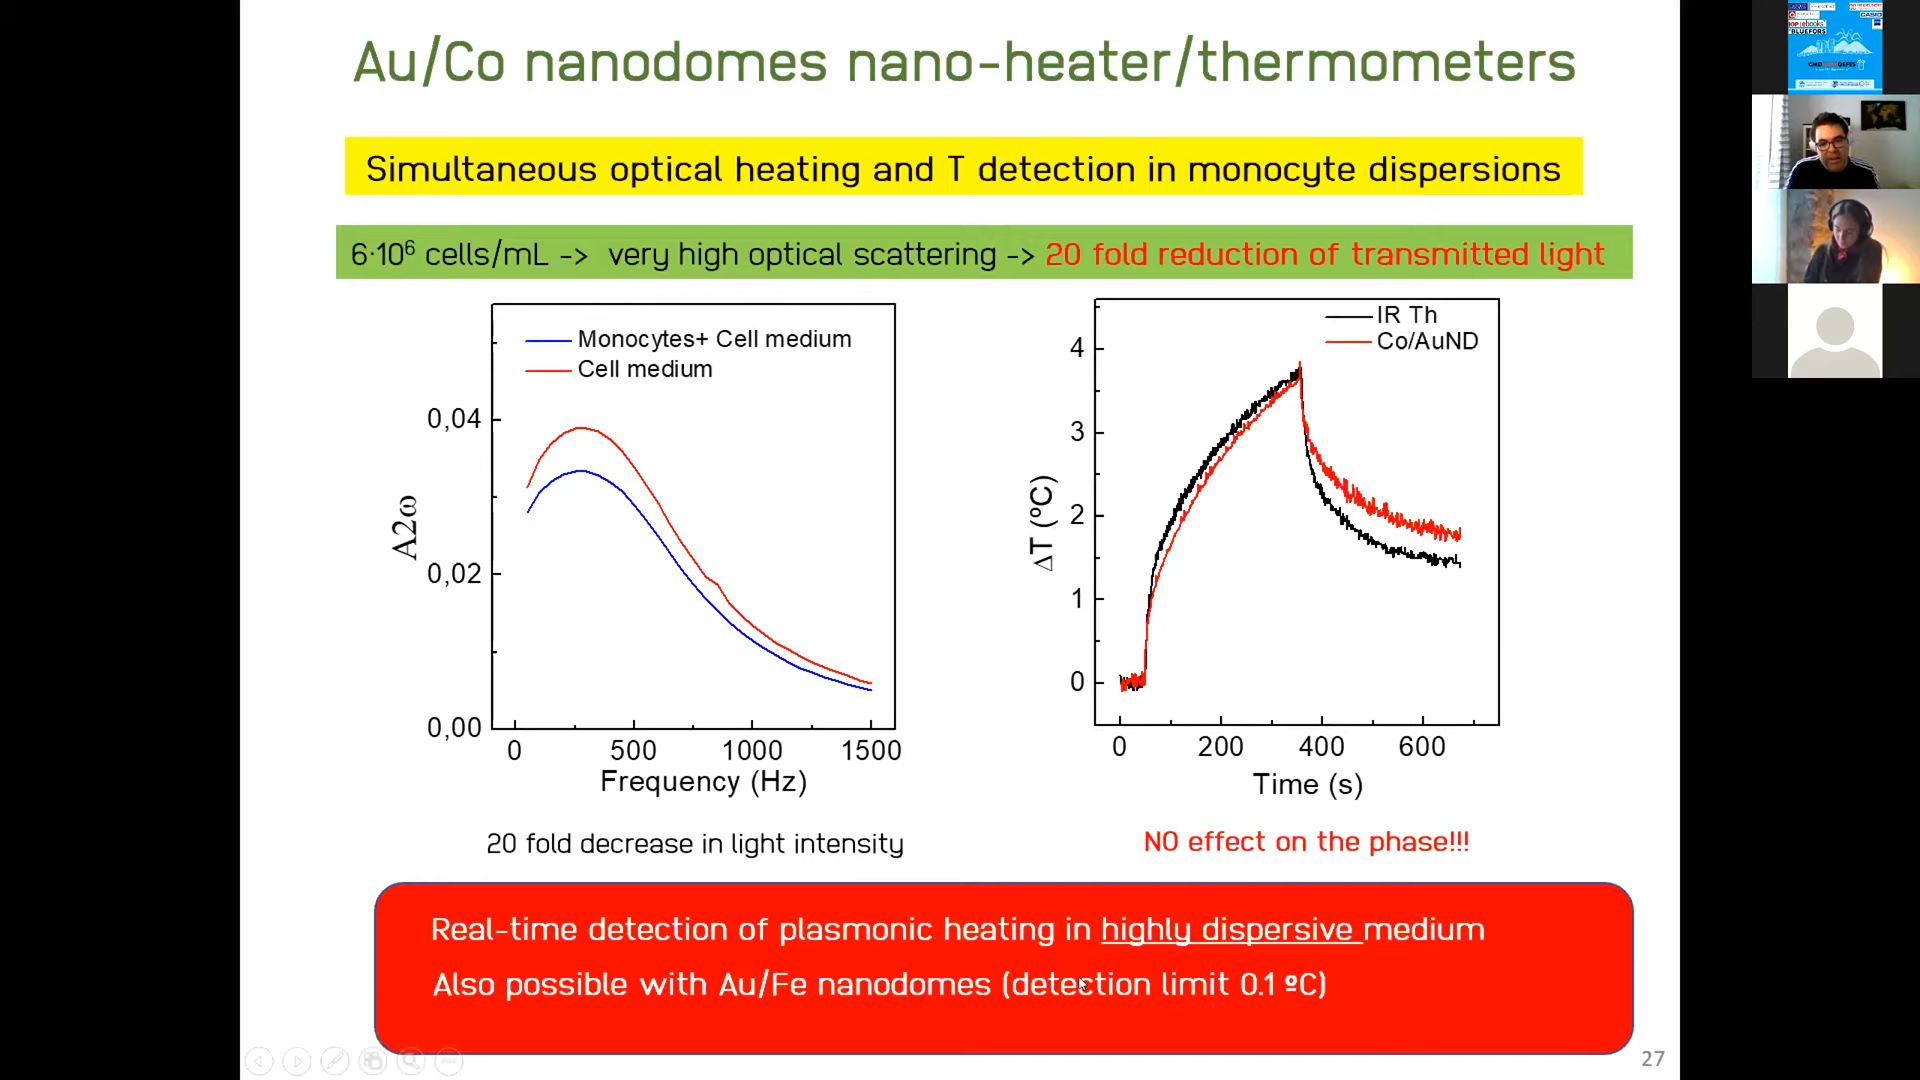 Au/Co nanodomes nano-heater/thermometers
Simultaneous optical heating and T detection in monocyte dispersions
6·10⁶ cells/mL -> very high optical scattering -> 20 fold reduction of transmitted light
Monocytes+ Cell medium
Cell medium
0,04
0,02
0,00
A2ω
0 500 1000 1500
Frequency (Hz)
IR Th
Co/AuND
4
3
2
1
0
ΔT (ºC)
0 200 400 600
Time (s)
20 fold decrease in light intensity
NO effect on the phase!!!
Real-time detection of plasmonic heating in highly dispersive medium
Also possible with Au/Fe nanodomes (detection limit 0.1 ºC)
27
CASIO
IOP ebooks
BLUEFORS